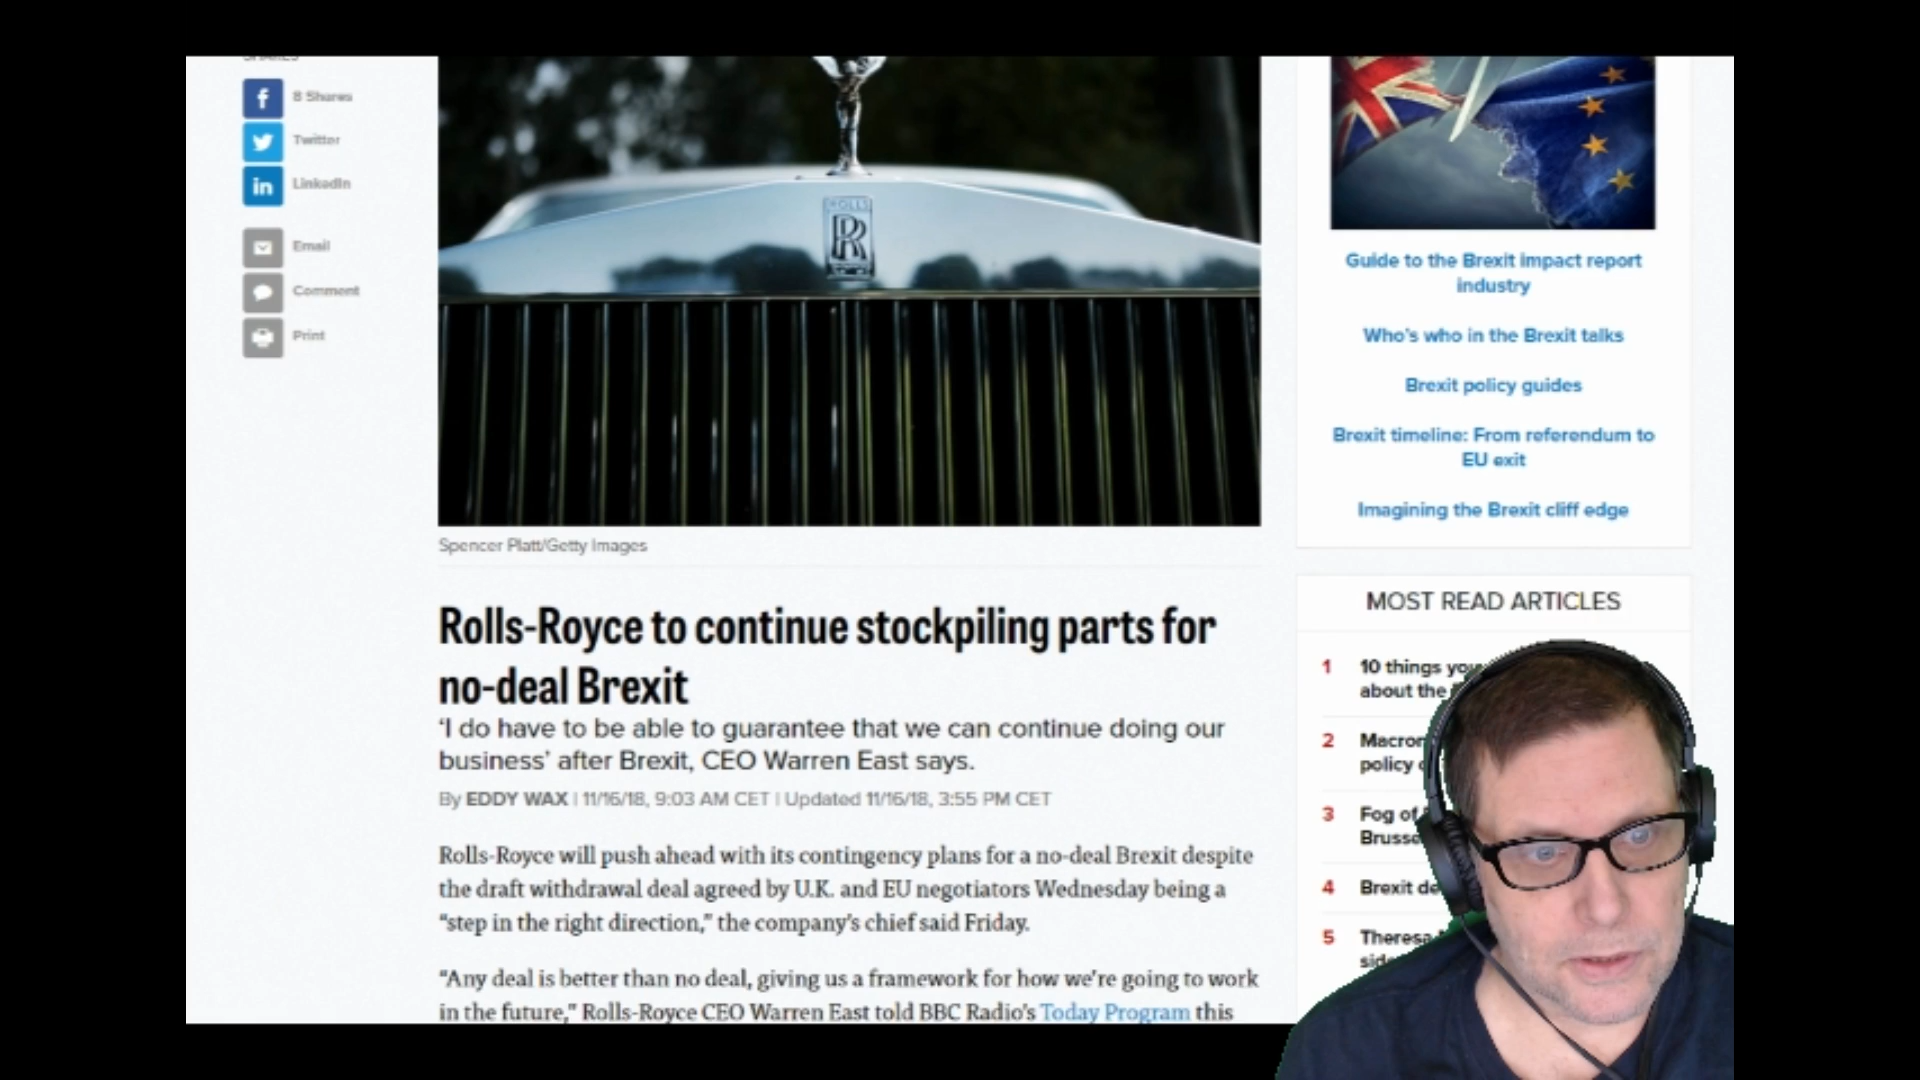 SHARES
8 Shares
Twitter
LinkedIn
Email
Comment
Print
ROLLS
R
Spencer Platt/Getty Images
Rolls-Royce to continue stockpiling parts for
no-deal Brexit
‘I do have to be able to guarantee that we can continue doing our
business’ after Brexit, CEO Warren East says.
By EDDY WAX | 11/16/18, 9:03 AM CET | Updated 11/16/18, 3:55 PM CET
Rolls-Royce will push ahead with its contingency plans for a no-deal Brexit despite
the draft withdrawal deal agreed by U.K. and EU negotiators Wednesday being a
“step in the right direction,” the company’s chief said Friday.
“Any deal is better than no deal, giving us a framework for how we’re going to work
in the future,” Rolls-Royce CEO Warren East told BBC Radio’s Today Program this
Guide to the Brexit impact report
industry
Who’s who in the Brexit talks
Brexit policy guides
Brexit timeline: From referendum to
EU exit
Imagining the Brexit cliff edge
MOST READ ARTICLES
1 10 things you
about the
2 Macron
policy
3 Fog of
4 Brexit
5 Theresa